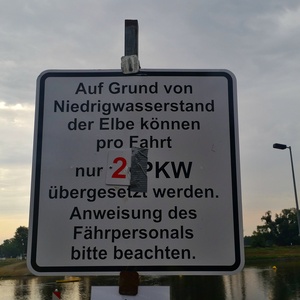 Auf Grund von
Niedrigwasserstand
der Elbe können
pro Fahrt
nur 2 PKW
übergesetzt werden.
Anweisung des
Fährpersonals
bitte beachten.